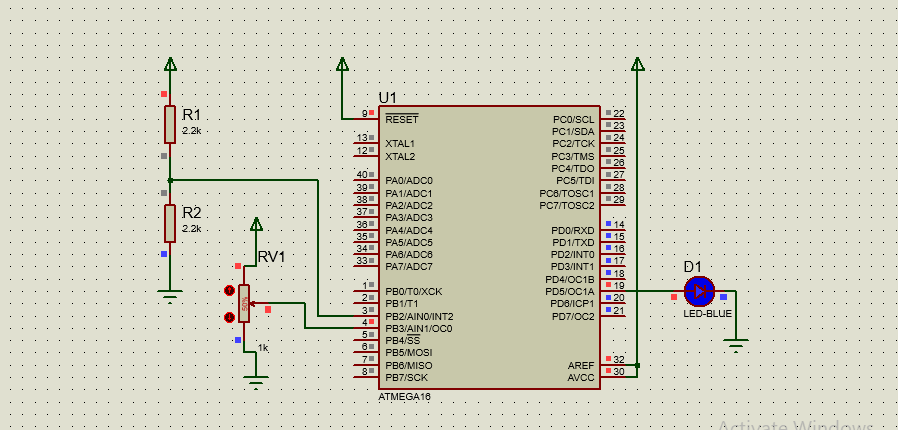 U1
R1
2.2k
R2
2.2k
RV1
50%
1k
9 RESET PC0/SCL 22
PC1/SDA 23
13 XTAL1 PC2/TCK 24
12 XTAL2 PC3/TMS 25
PC4/TDO 26
40 PA0/ADC0 PC5/TDI 27
39 PA1/ADC1 PC6/TOSC1 28
38 PA2/ADC2 PC7/TOSC2 29
37 PA3/ADC3
36 PA4/ADC4 PD0/RXD 14
35 PA5/ADC5 PD1/TXD 15
34 PA6/ADC6 PD2/INT0 16
33 PA7/ADC7 PD3/INT1 17
PD4/OC1B 18
1 PB0/T0/XCK PD5/OC1A 19
2 PB1/T1 PD6/ICP1 20
3 PB2/AIN0/INT2 PD7/OC2 21
4 PB3/AIN1/OC0
5 PB4/SS
6 PB5/MOSI
7 PB6/MISO AREF 32
8 PB7/SCK AVCC 30
ATMEGA16
D1
LED-BLUE
Activate Windows